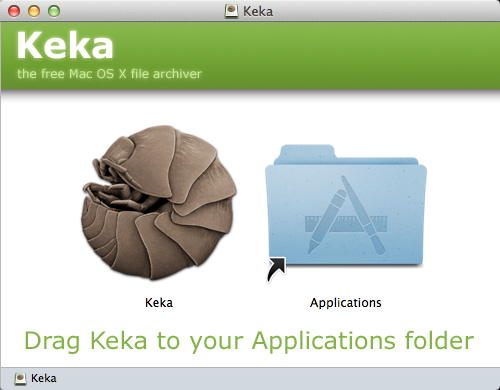 Keka
Keka
the free Mac OS X file archiver
Keka
Applications
Drag Keka to your Applications folder
Keka